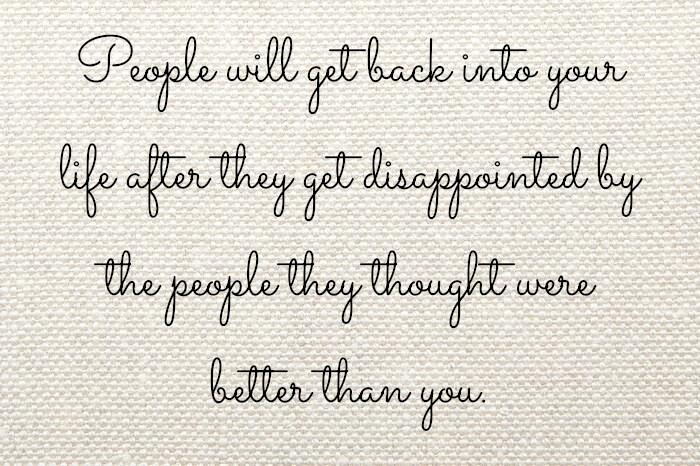 People will get back into your
life after they get disappointed by
the people they thought were
better than you.